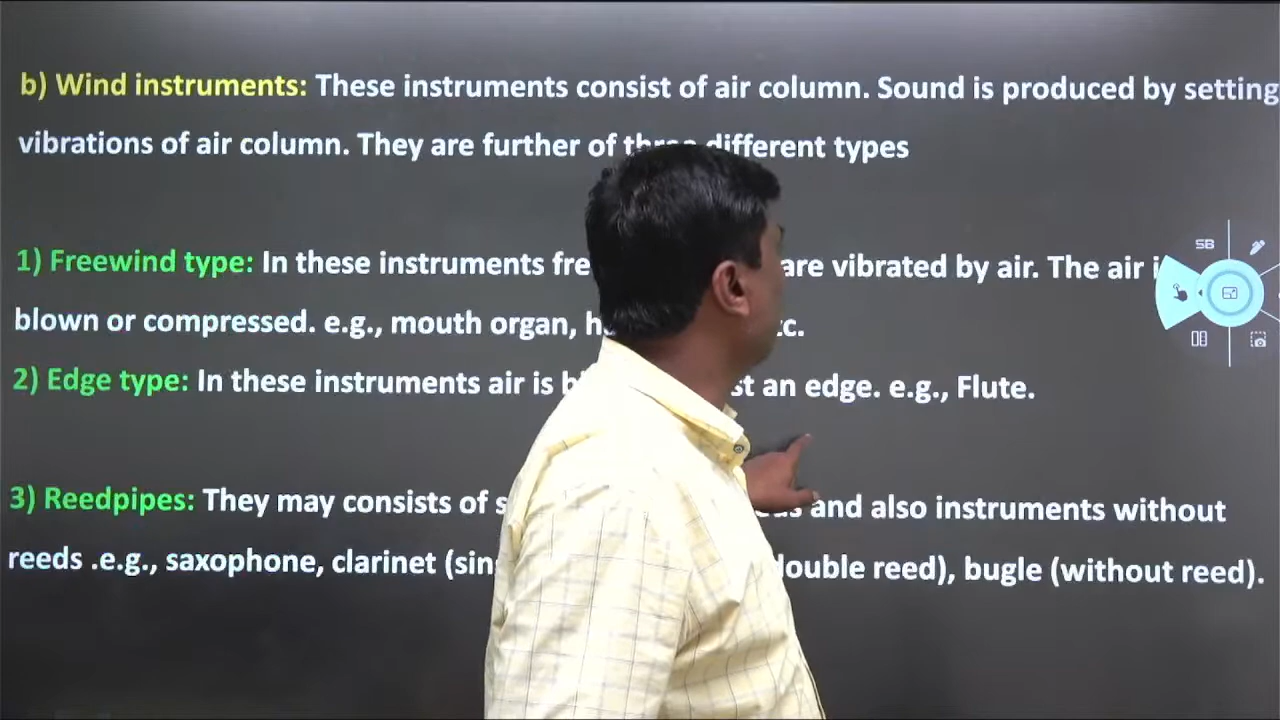 b) Wind instruments: These instruments consist of air column. Sound is produced by setting
vibrations of air column. They are further of three different types
1) Freewind type: In these instruments are vibrated by air. The air
blown or compressed. e.g., mouth organ,
2) Edge type: In these instruments air is an edge. e.g., Flute.
3) Reedpipes: They may consists of and also instruments without
reeds .e.g., saxophone, clarinet double reed), bugle (without reed).
SB